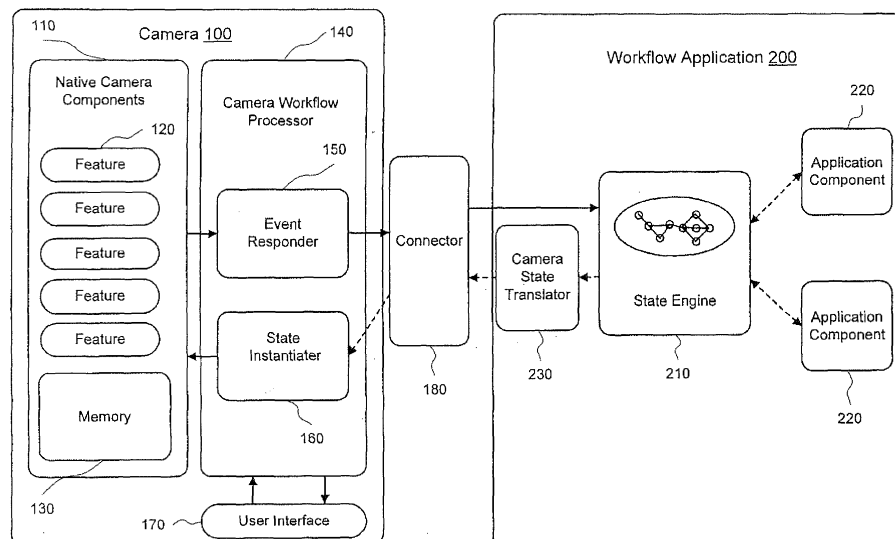 Camera 100
110
140
Native Camera
Components
Camera Workflow
Processor
120
Feature
Feature
Feature
Feature
Feature
Memory
130
150
Event
Responder
State
Instantiater
160
170
User Interface
Connector
180
Workflow Application 200
Camera
State
Translator
230
State Engine
210
220
Application
Component
Application
Component
220